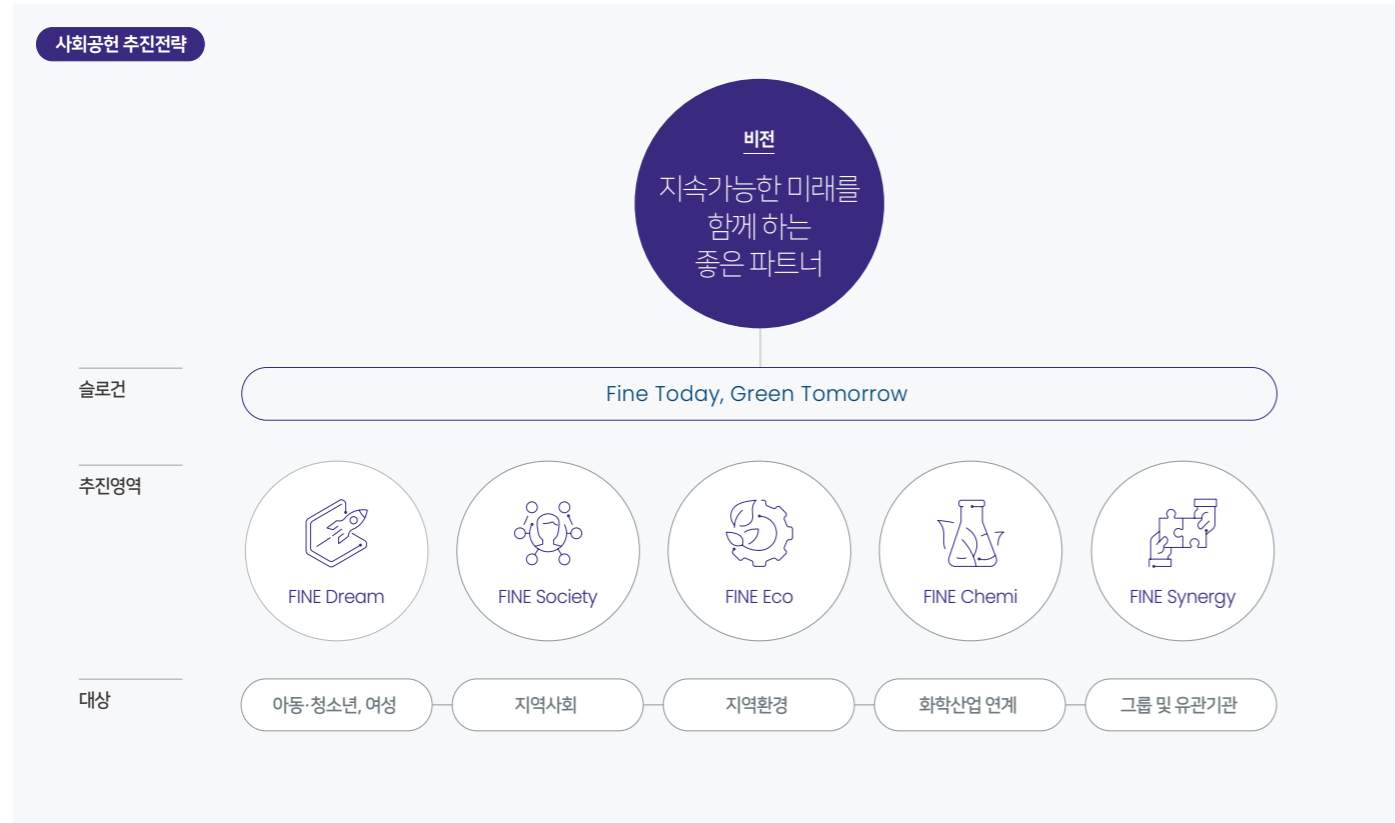 사회공헌 추진전략
비전
지속가능한 미래를
함께 하는
좋은 파트너
슬로건
Fine Today, Green Tomorrow
추진영역
FINE Dream
FINE Society
FINE Eco
FINE Chemi
FINE Synergy
대상
아동·청소년, 여성
지역사회
지역환경
화학산업 연계
그룹 및 유관기관